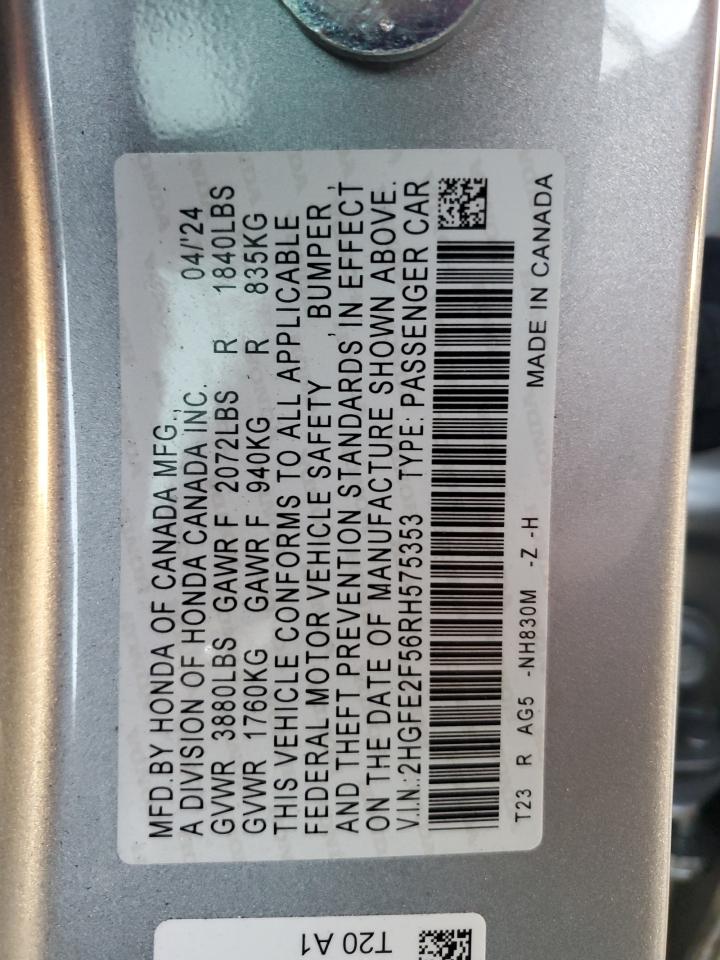 MFD.BY HONDA OF CANADA MFG., 04/'24
A DIVISION OF HONDA CANADA INC.
GVWR 3880LBS GAWR F 2072LBS R 1840LBS
GVWR 1760KG GAWR F 940KG R 835KG
THIS VEHICLE CONFORMS TO ALL APPLICABLE
FEDERAL MOTOR VEHICLE SAFETY , BUMPER ,
AND THEFT PREVENTION STANDARDS IN EFFECT
ON THE DATE OF MANUFACTURE SHOWN ABOVE.
V.I.N.:2HGFE2F56RH575353 TYPE: PASSENGER CAR
T23 R AG5 -NH830M -Z -H MADE IN CANADA
T20 A1